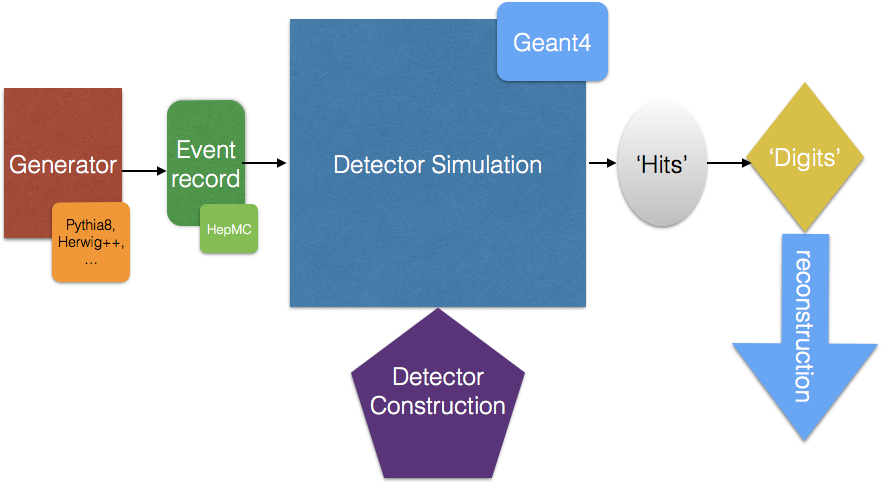 Geant4
Generator
Event
record
Detector Simulation
‘Hits’
‘Digits’
Pythia8,
Herwig++,
...
HepMC
reconstruction
Detector
Construction